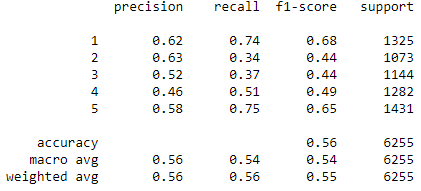 precision recall f1-score support
1 0.62 0.74 0.68 1325
2 0.63 0.34 0.44 1073
3 0.52 0.37 0.44 1144
4 0.46 0.51 0.49 1282
5 0.58 0.75 0.65 1431
accuracy 0.56 6255
macro avg 0.56 0.54 0.54 6255
weighted avg 0.56 0.56 0.55 6255